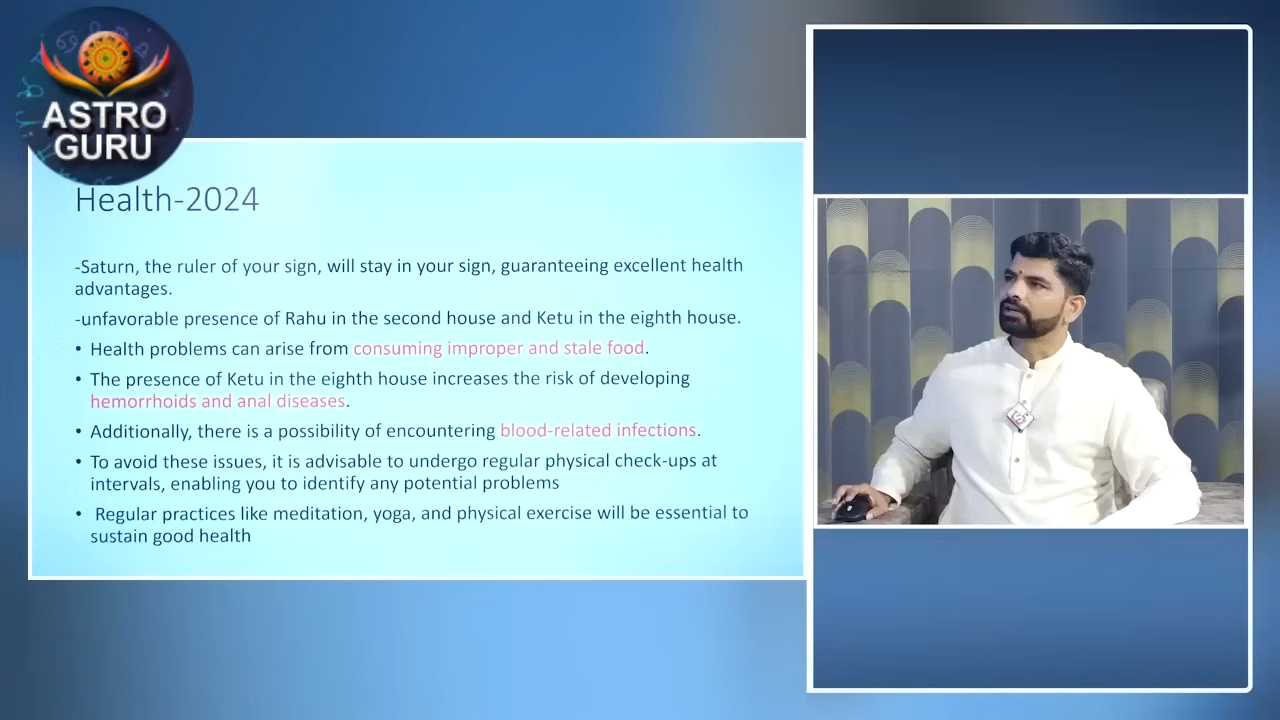 ASTRO
GURU
Health-2024
-Saturn, the ruler of your sign, will stay in your sign, guaranteeing excellent health
advantages.
-unfavorable presence of Rahu in the second house and Ketu in the eighth house.
• Health problems can arise from consuming improper and stale food.
• The presence of Ketu in the eighth house increases the risk of developing
hemorrhoids and anal diseases.
• Additionally, there is a possibility of encountering blood-related infections.
• To avoid these issues, it is advisable to undergo regular physical check-ups at
intervals, enabling you to identify any potential problems
• Regular practices like meditation, yoga, and physical exercise will be essential to
sustain good health